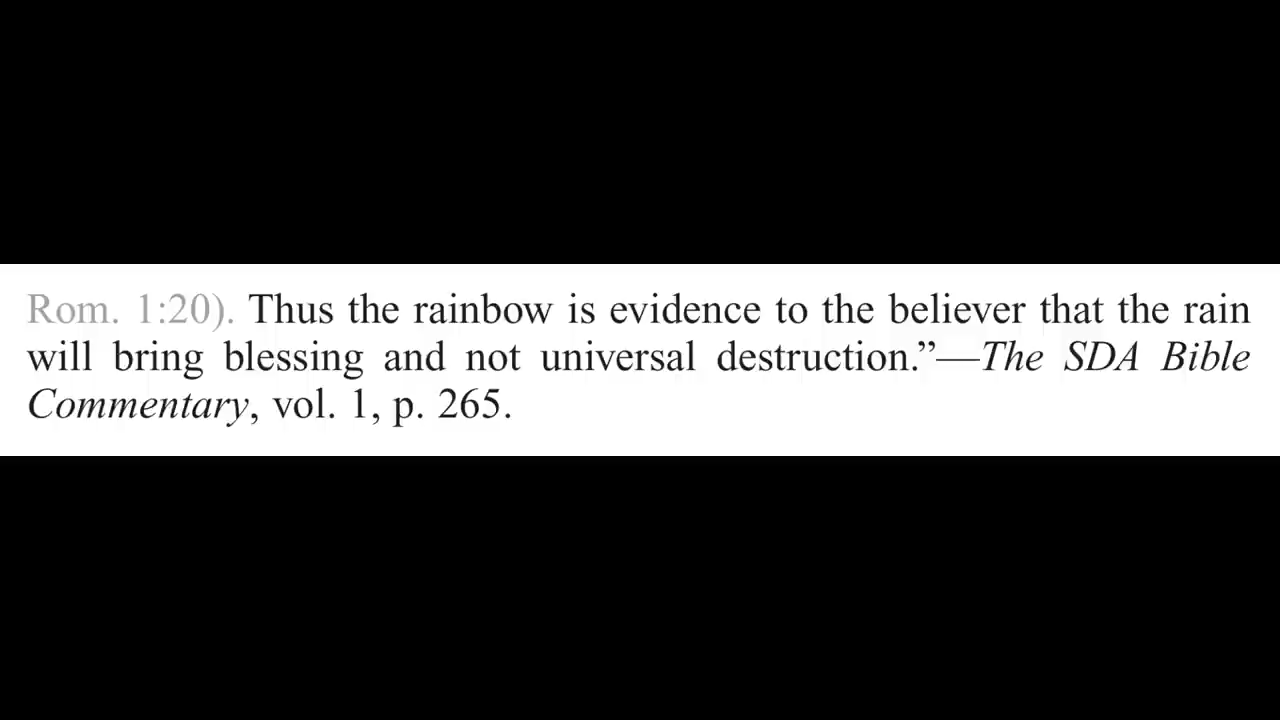 Rom. 1:20). Thus the rainbow is evidence to the believer that the rain
will bring blessing and not universal destruction.”—The SDA Bible
Commentary, vol. 1, p. 265.